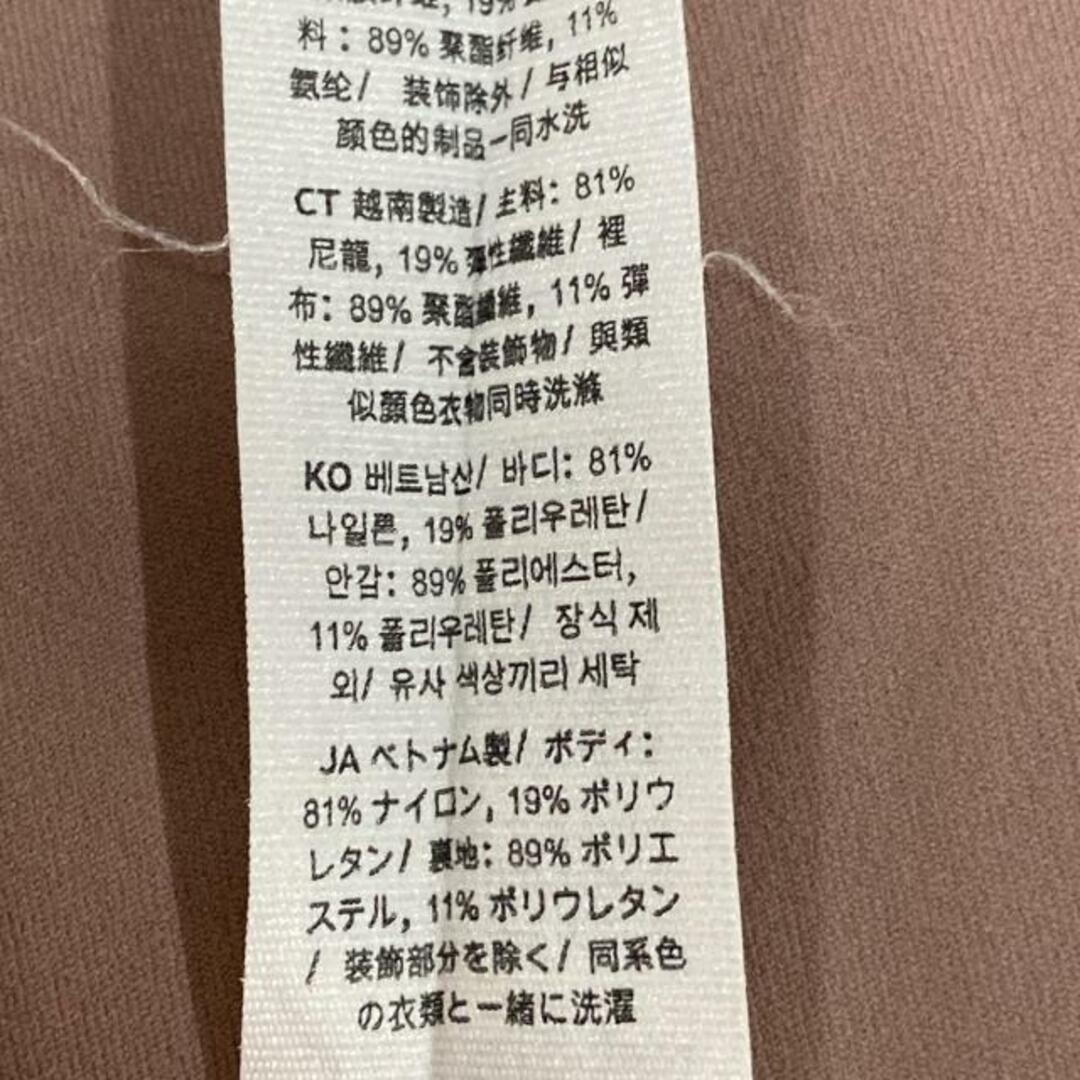 纤维, 19%
料: 89% 聚酯纤维, 11%
氨纶/ 装饰除外/ 与相似
颜色的制品一同水洗
CT 越南製造/ 主料: 81%
尼龍, 19% 彈性纖維/ 裡
布: 89% 聚酯纖維, 11% 彈
性纖維/ 不含裝飾物/ 與類
似顏色衣物同時洗滌
KO 베트남산/ 바디: 81%
나일론, 19% 폴리우레탄/
안감: 89% 폴리에스터,
11% 폴리우레탄/ 장식 제
외/ 유사 색상끼리 세탁
JA ベトナム製/ ボディ:
81% ナイロン, 19% ポリウ
レタン/ 裏地: 89% ポリエ
ステル, 11% ポリウレタン
/ 装飾部分を除く/ 同系色
の衣類と一緒に洗濯